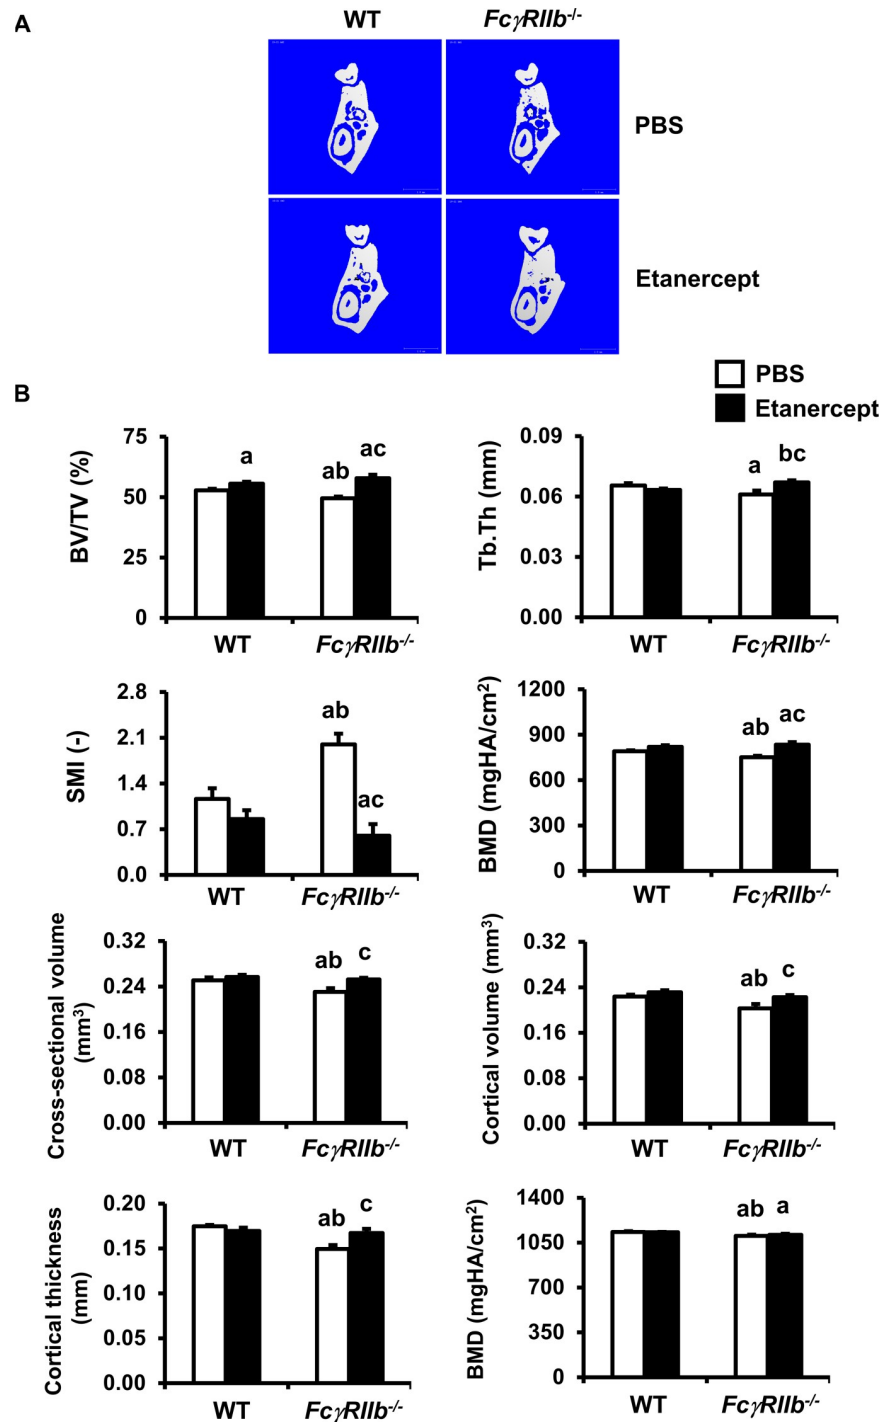 A
WT
FcγRIIb-/-
PBS
Etanercept
PBS
Etanercept
B
BV/TV (%)
75
50
25
0
a
ab
ac
WT
FcγRIIb-/-
Tb.Th (mm)
0.09
0.06
0.03
0.00
a
bc
WT
FcγRIIb-/-
SMI (-)
2.8
2.1
1.4
0.7
0.0
ab
ac
WT
FcγRIIb-/-
BMD (mgHA/cm2)
1200
900
600
300
0
ab
ac
WT
FcγRIIb-/-
Cross-sectional volume
(mm3)
0.32
0.24
0.16
0.08
0.00
ab
c
WT
FcγRIIb-/-
Cortical volume (mm3)
0.32
0.24
0.16
0.08
0.00
ab
c
WT
FcγRIIb-/-
Cortical thickness
(mm)
0.20
0.15
0.10
0.05
0.00
ab
c
WT
FcγRIIb-/-
BMD (mgHA/cm2)
1400
1050
700
350
0
ab
a
WT
FcγRIIb-/-